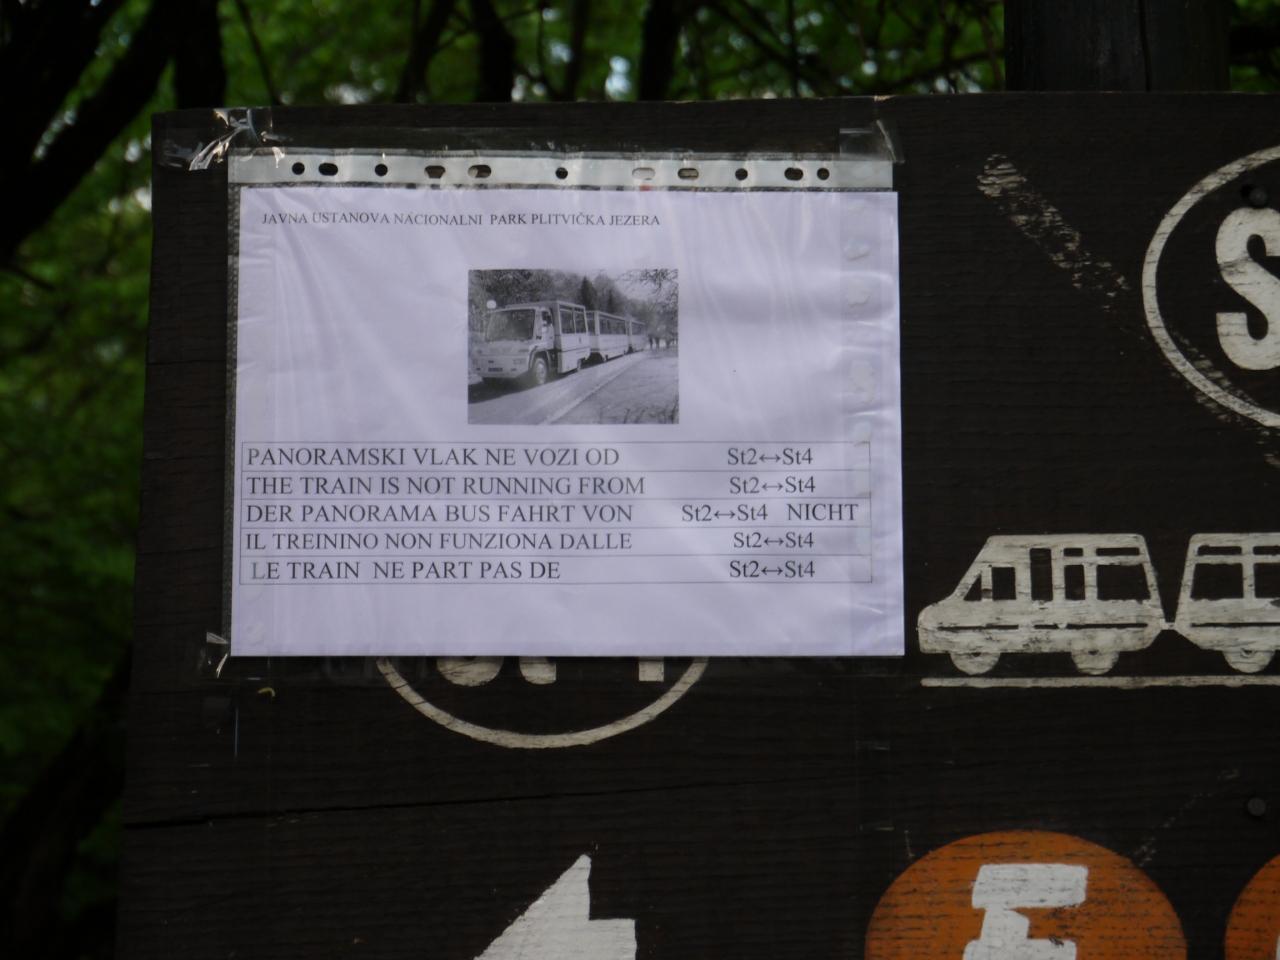 JAVNA USTANOVA NACIONALNI PARK PLITVIČKA JEZERA
PANORAMSKI VLAK NE VOZI OD St2↔St4
THE TRAIN IS NOT RUNNING FROM St2↔St4
DER PANORAMA BUS FAHRT VON St2↔St4 NICHT
IL TREININO NON FUNZIONA DALLE St2↔St4
LE TRAIN NE PART PAS DE St2↔St4
S
E